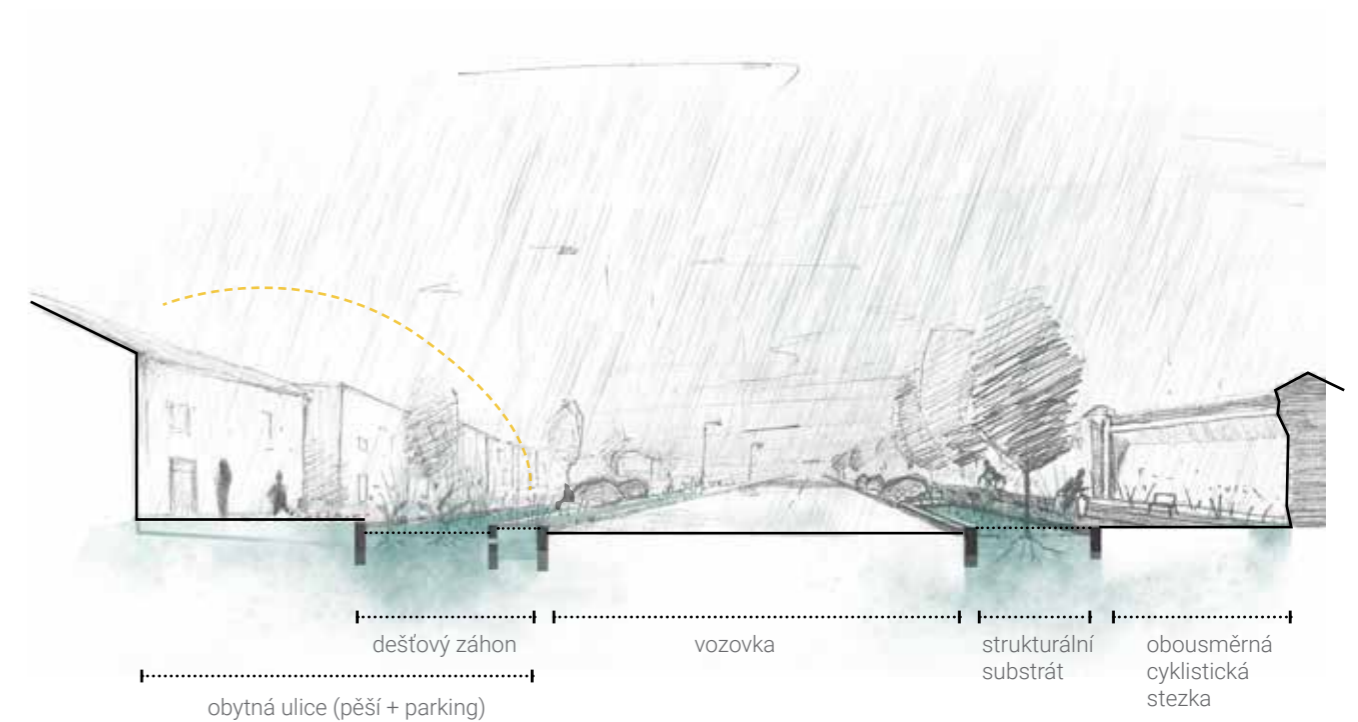 dešťový záhon
vozovka
strukturální
substrát
obousměrná
cyklistická
stezka
obytná ulice (pěší + parking)